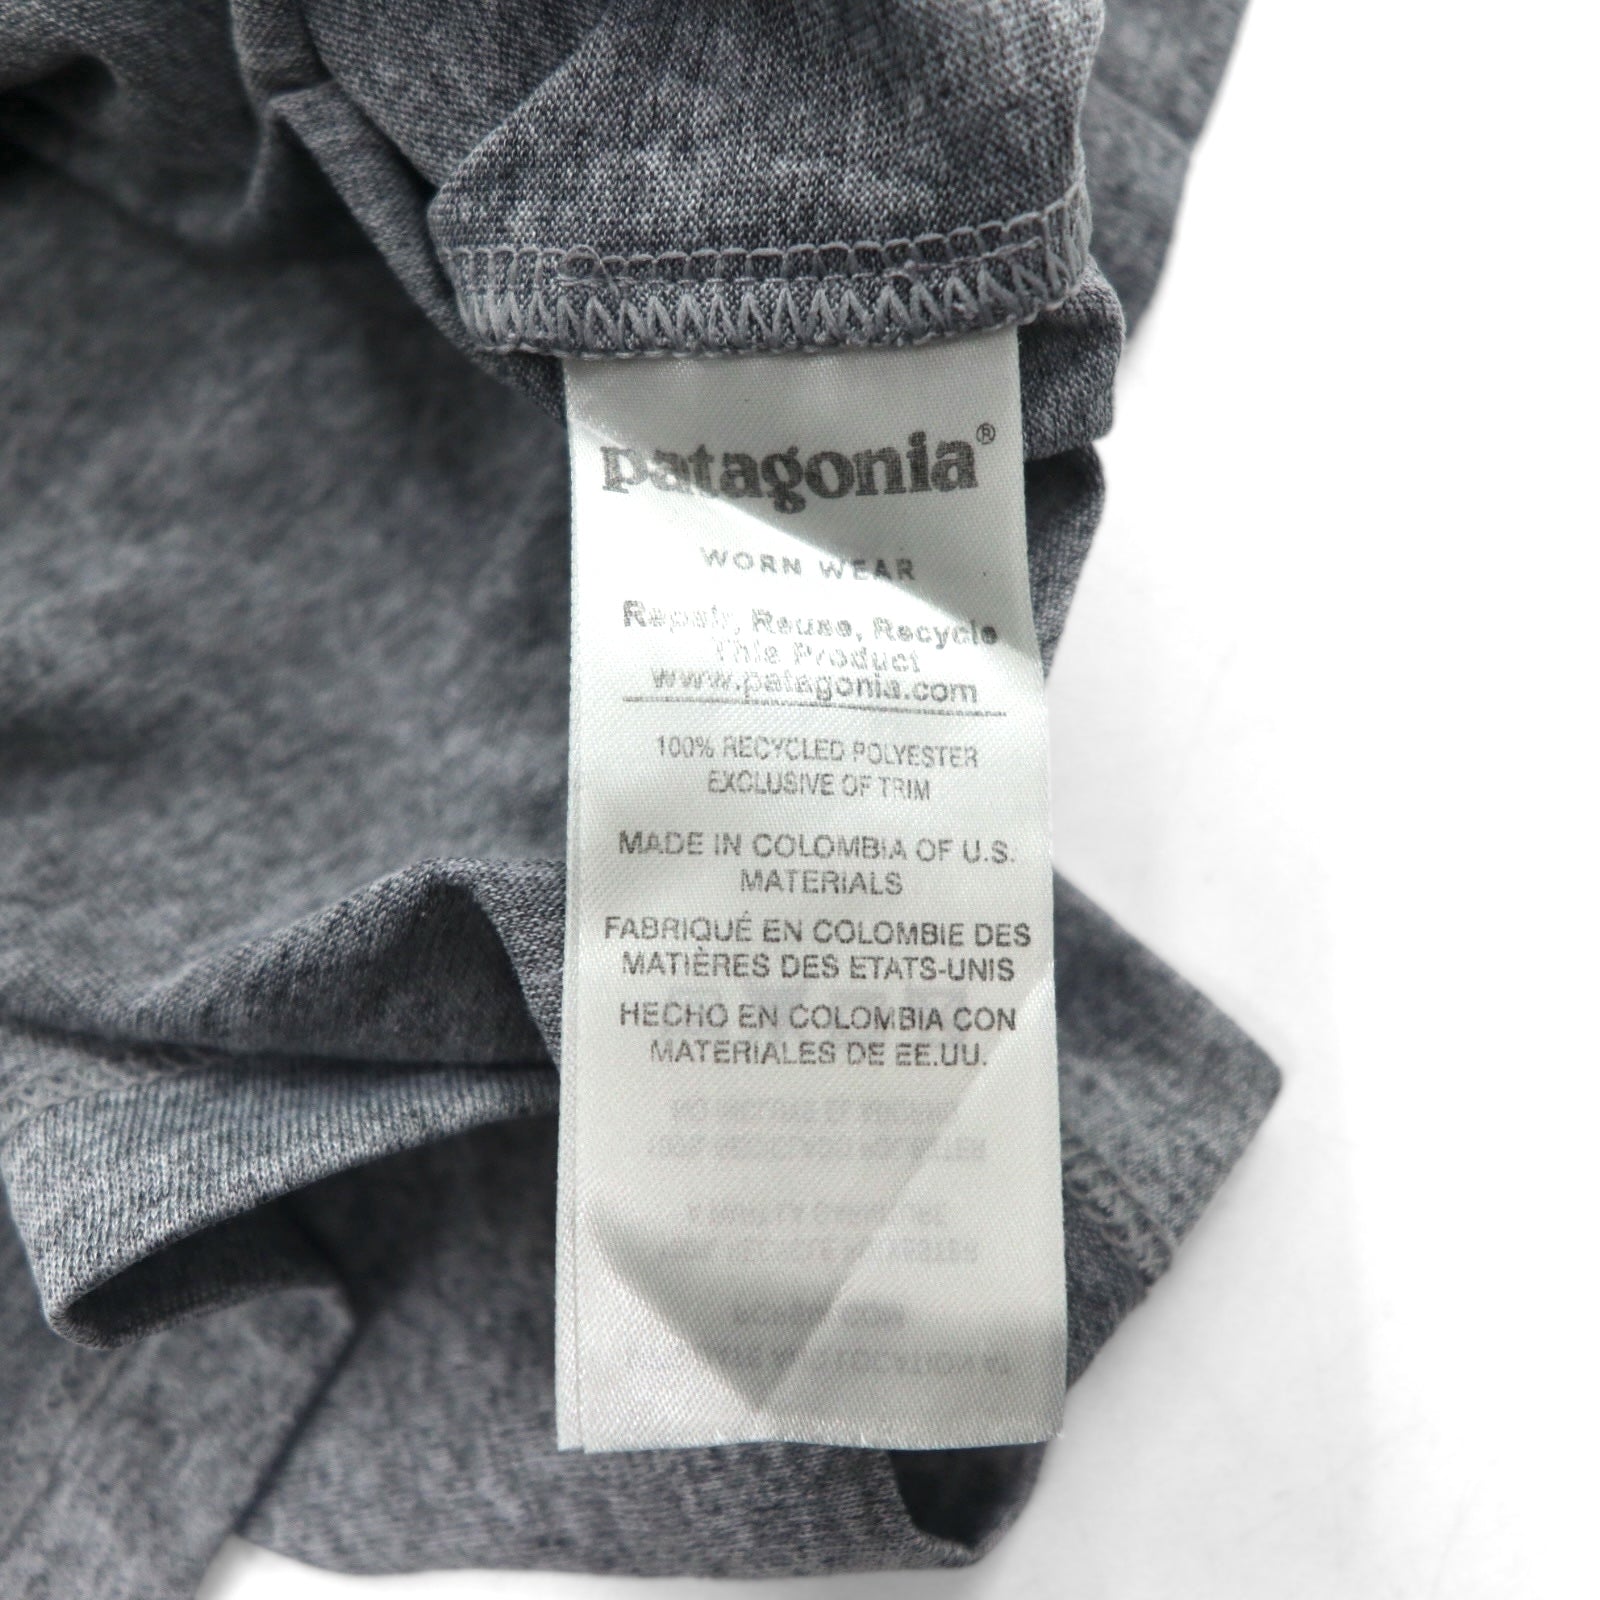 patagonia®
WORN WEAR
Repair, Reuse, Recycle
This Product
www.patagonia.com
100% RECYCLED POLYESTER
EXCLUSIVE OF TRIM
MADE IN COLOMBIA OF U.S.
MATERIALS
FABRIQUÉ EN COLOMBIE DES
MATIÈRES DES ETATS-UNIS
HECHO EN COLOMBIA CON
MATERIALES DE EE.UU.